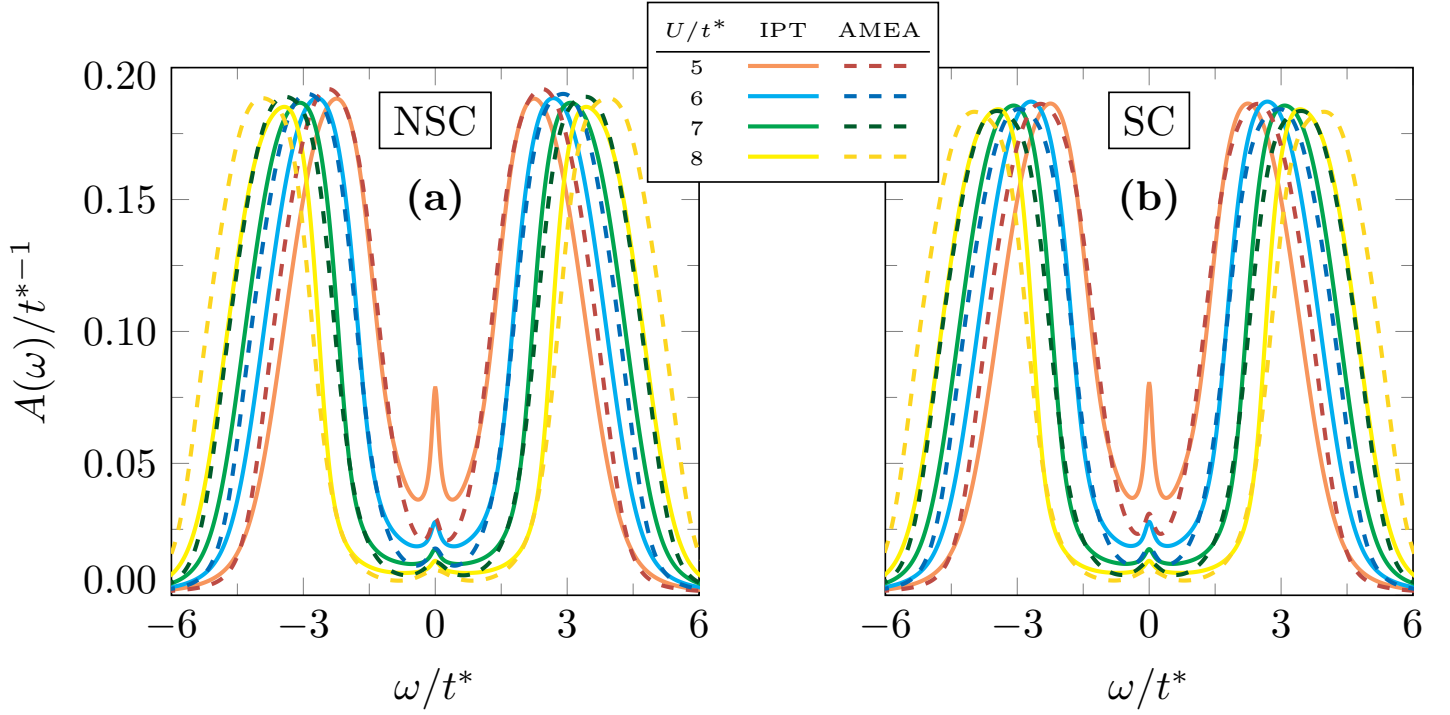 U/t* IPT AMEA
5
6
7
8
NSC
(a)
SC
(b)
A(ω)/t*−1
0.20
0.15
0.10
0.05
0.00
−6 −3 0 3 6
−6 −3 0 3 6
ω/t*
ω/t*